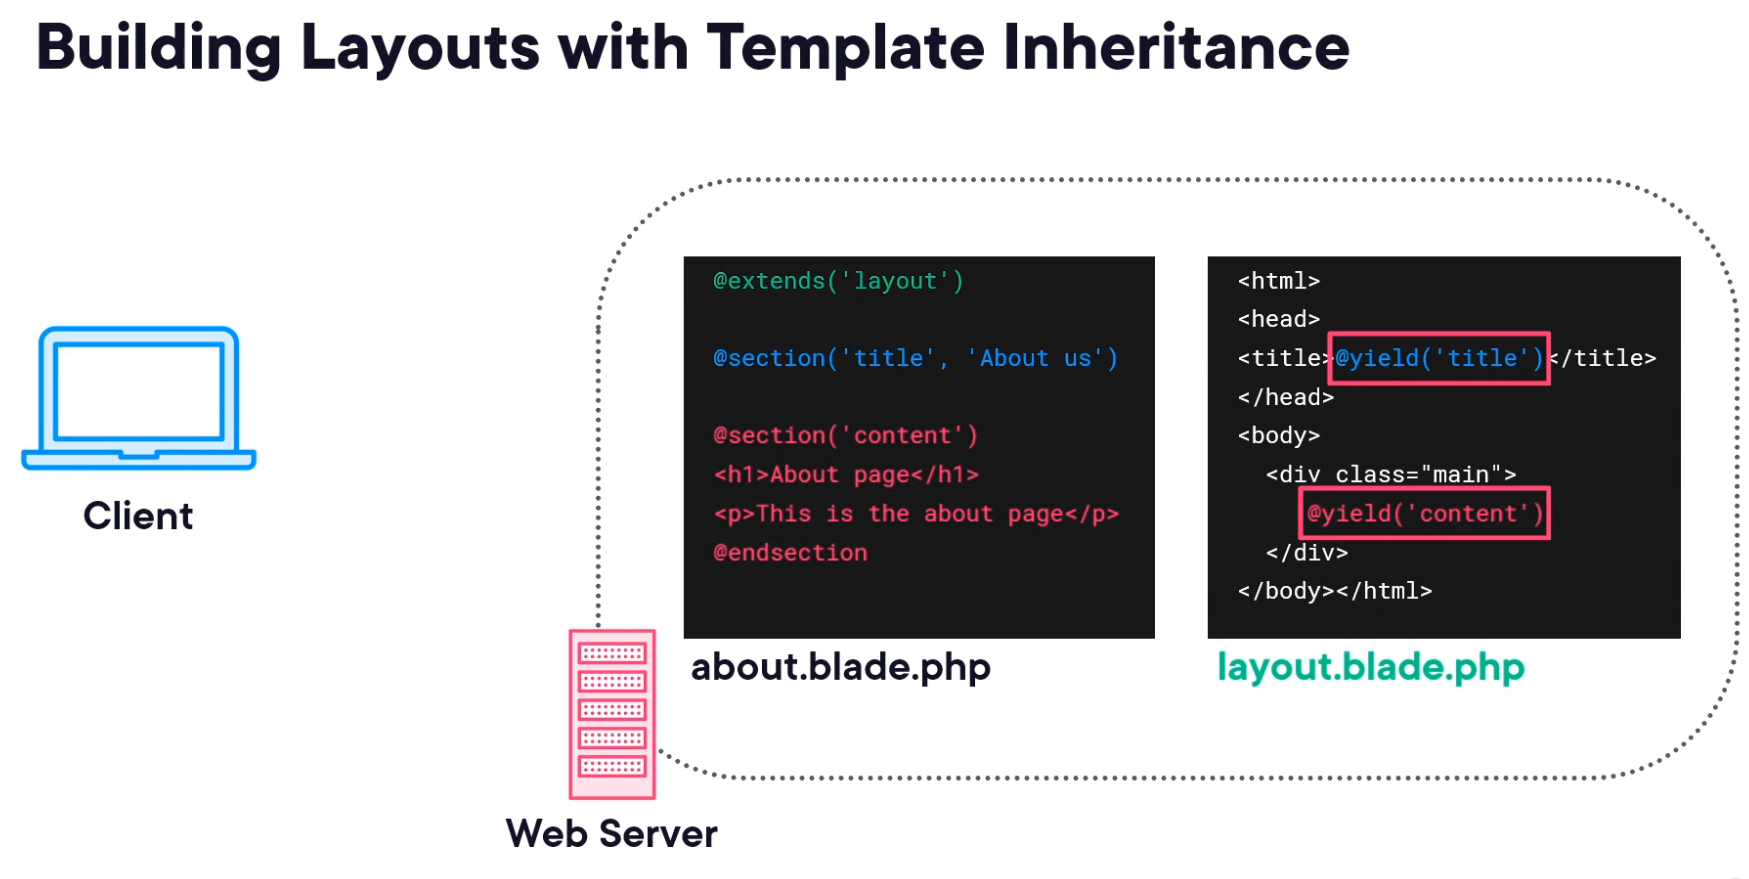 Building Layouts with Template Inheritance
Client
Web Server
@extends('layout')
@section('title', 'About us')
@section('content')
<h1>About page</h1>
<p>This is the about page</p>
@endsection
about.blade.php
<html>
<head>
<title>@yield('title')</title>
</head>
<body>
<div class="main">
@yield('content')
</div>
</body></html>
layout.blade.php